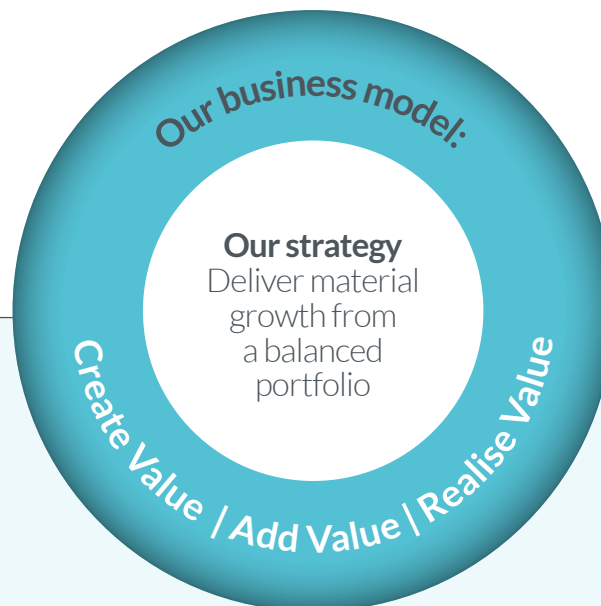 Our business model:
Our strategy
Deliver material
growth from
a balanced
portfolio
Create Value | Add Value | Realise Value